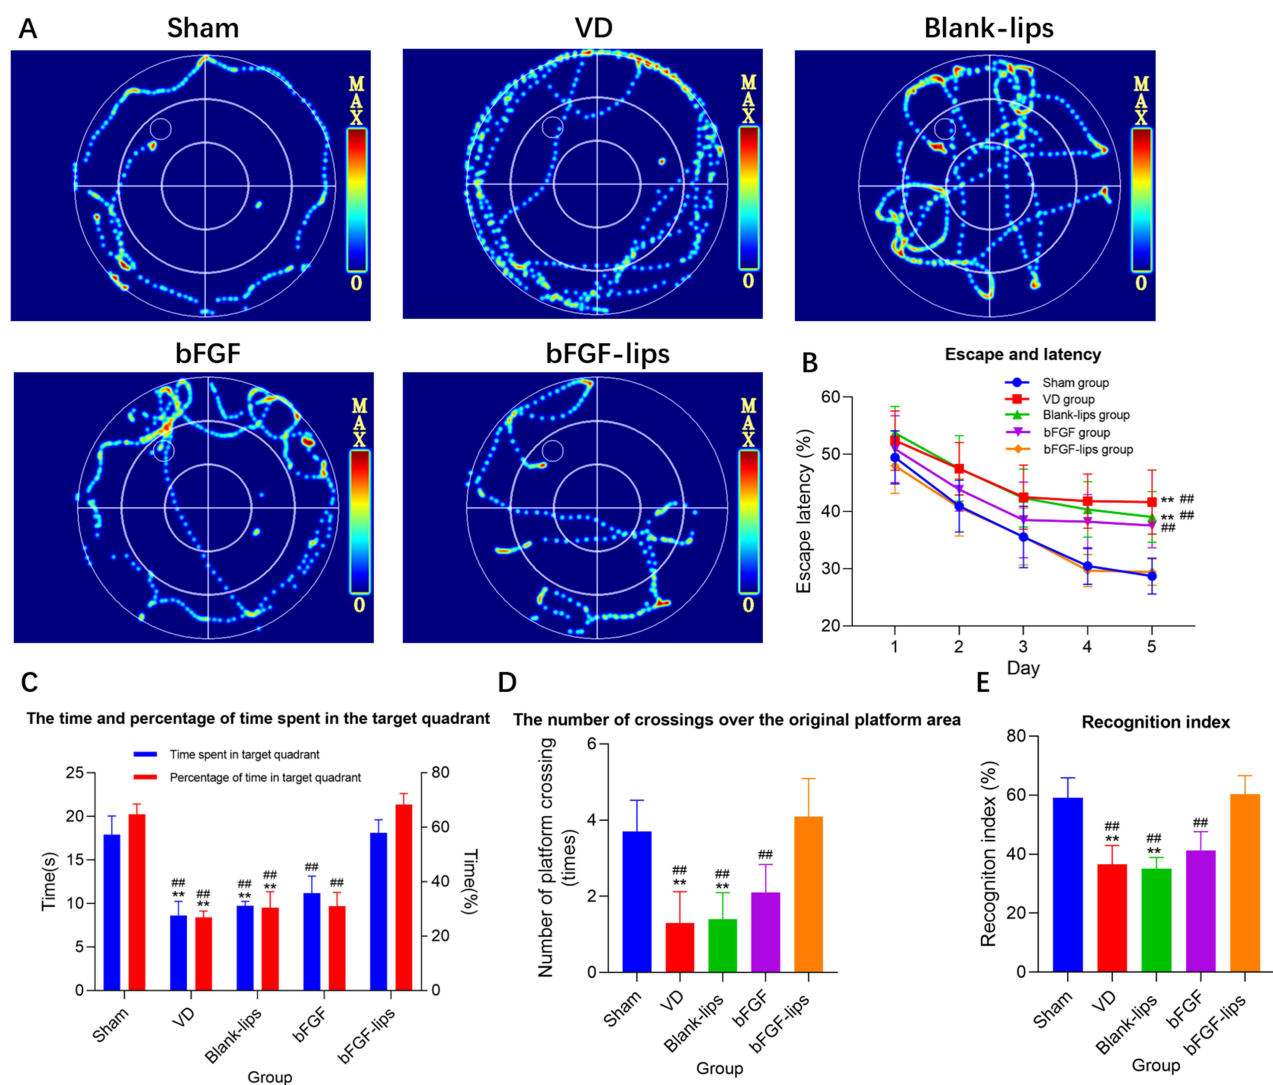 A
Sham
VD
Blank-lips
MAX
0
MAX
0
MAX
0
bFGF
bFGF-lips
MAX
0
MAX
0
B
Escape and latency
Sham group
VD group
Blank-lips group
bFGF group
bFGF-lips group
Escape latency (%)
60
50
40
30
20
** ##
** ##
##
1 2 3 4 5
Day
C
The time and percentage of time spent in the target quadrant
Time spent in target quadrant
Percentage of time in target quadrant
Time(s)
25
20
15
10
5
0
80
60
40
20
0
Time(%)
##
**
##
**
##
**
##
**
##
##
Sham
VD
Blank-lips
bFGF
bFGF-lips
Group
D
The number of crossings over the original platform area
Number of platform crossing
(times)
6
4
2
0
##
**
##
**
##
Sham
VD
Blank-lips
bFGF
bFGF-lips
Group
E
Recognition index
Recogniton index (%)
80
60
40
20
0
##
**
##
**
##
Sham
VD
Blank-lips
bFGF
bFGF-lips
Group